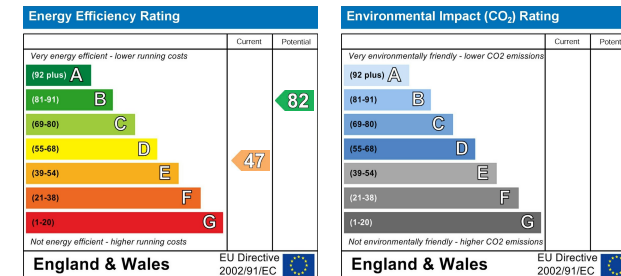 Energy Efficiency Rating
Current Potential
Very energy efficient - lower running costs
(92 plus) A
(81-91) B
82
(69-80) C
(55-68) D
47
(39-54) E
(21-38) F
(1-20) G
Not energy efficient - higher running costs
England & Wales
EU Directive
2002/91/EC
Environmental Impact (CO₂) Rating
Current Potent
Very environmentally friendly - lower CO2 emissions
(92 plus) A
(81-91) B
(69-80) C
(55-68) D
(39-54) E
(21-38) F
(1-20) G
Not environmentally friendly - higher CO2 emissions
England & Wales
EU Directive
2002/91/EC